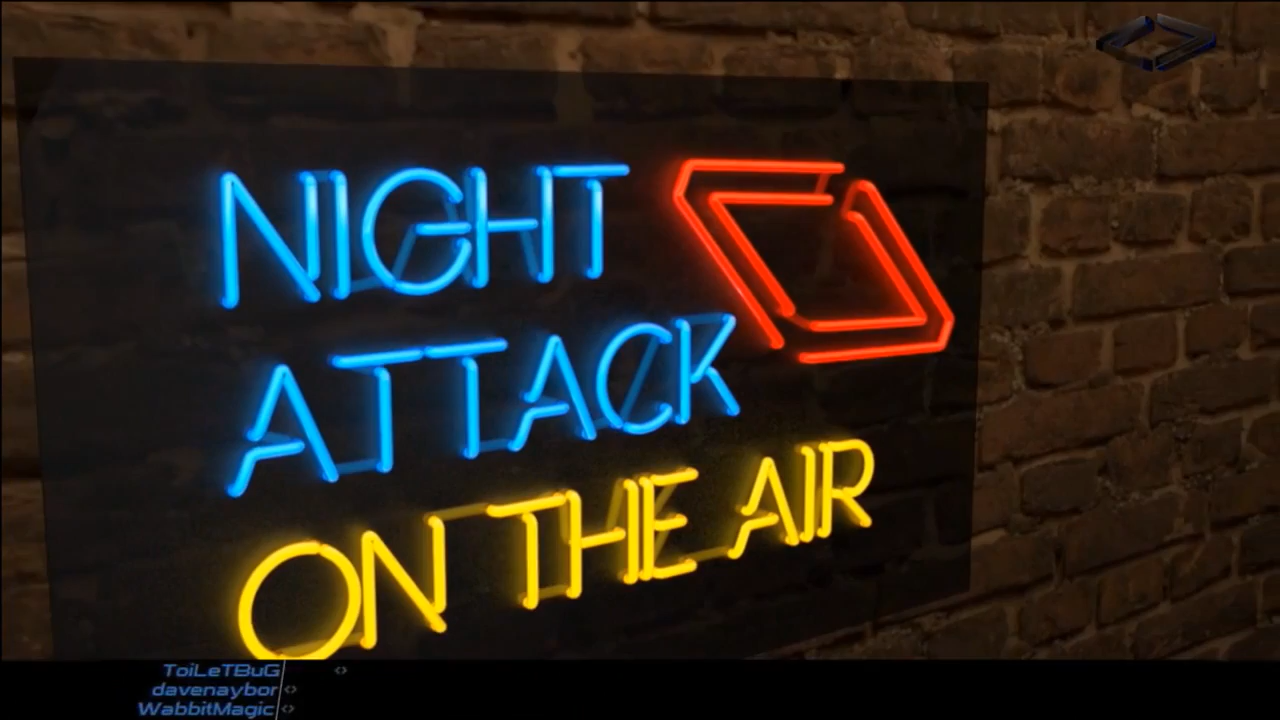 NIGHT
ATTACK
ON THE AIR
ToiLeTBuG <>
davenaybor <>
WabbitMagic <>